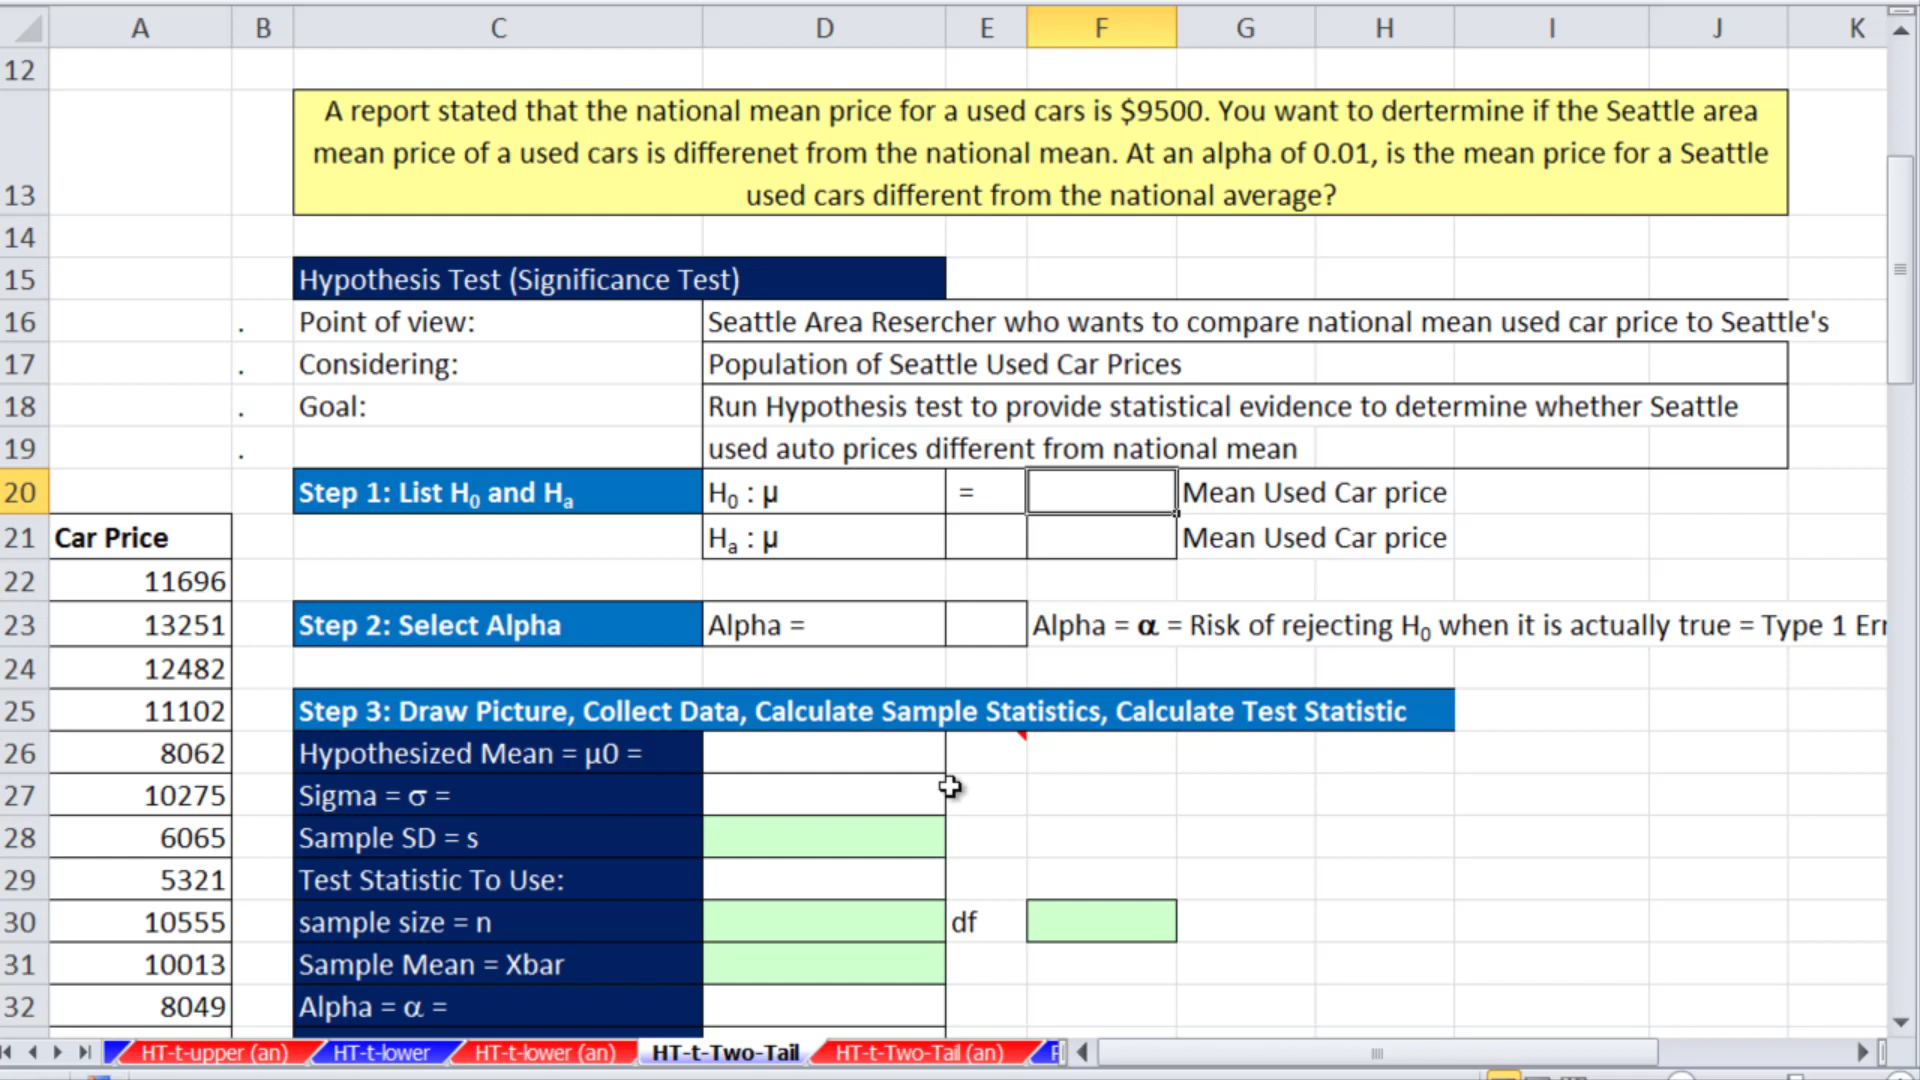 A B C D E F G H I J K
12
A report stated that the national mean price for a used cars is $9500. You want to dertermine if the Seattle area
mean price of a used cars is differenet from the national mean. At an alpha of 0.01, is the mean price for a Seattle
13 used cars different from the national average?
14
15 Hypothesis Test (Significance Test)
16 . Point of view: Seattle Area Resercher who wants to compare national mean used car price to Seattle's
17 . Considering: Population of Seattle Used Car Prices
18 . Goal: Run Hypothesis test to provide statistical evidence to determine whether Seattle
19 . used auto prices different from national mean
20 Step 1: List H₀ and Hₐ H₀ : µ = Mean Used Car price
21 Car Price Hₐ : µ Mean Used Car price
22 11696
23 13251 Step 2: Select Alpha Alpha = Alpha = α = Risk of rejecting H₀ when it is actually true = Type 1 Err
24 12482
25 11102 Step 3: Draw Picture, Collect Data, Calculate Sample Statistics, Calculate Test Statistic
26 8062 Hypothesized Mean = µ0 =
27 10275 Sigma = σ =
28 6065 Sample SD = s
29 5321 Test Statistic To Use:
30 10555 sample size = n df
31 10013 Sample Mean = Xbar
32 8049 Alpha = α =
HT-t-upper (an) HT-t-lower HT-t-lower (an) HT-t-Two-Tail HT-t-Two-Tail (an)